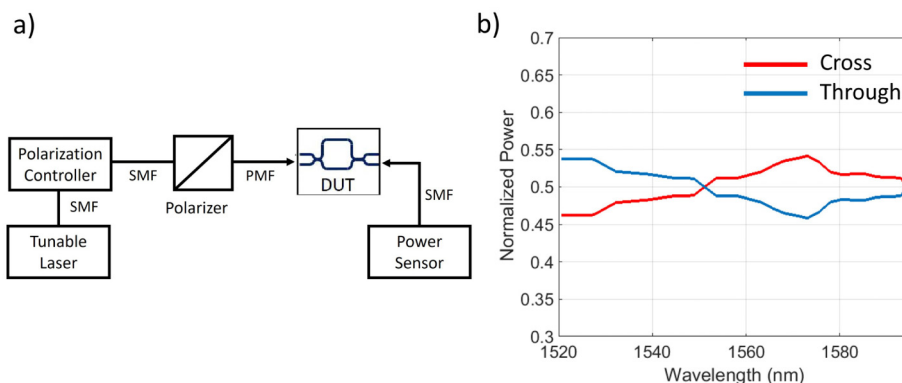 a)
Polarization
Controller
SMF
PMF
DUT
SMF
Polarizer
SMF
Tunable
Laser
Power
Sensor
b)
Cross
Through
Normalized Power
0.7
0.65
0.6
0.55
0.5
0.45
0.4
0.35
0.3
1520
1540
1560
1580
Wavelength (nm)